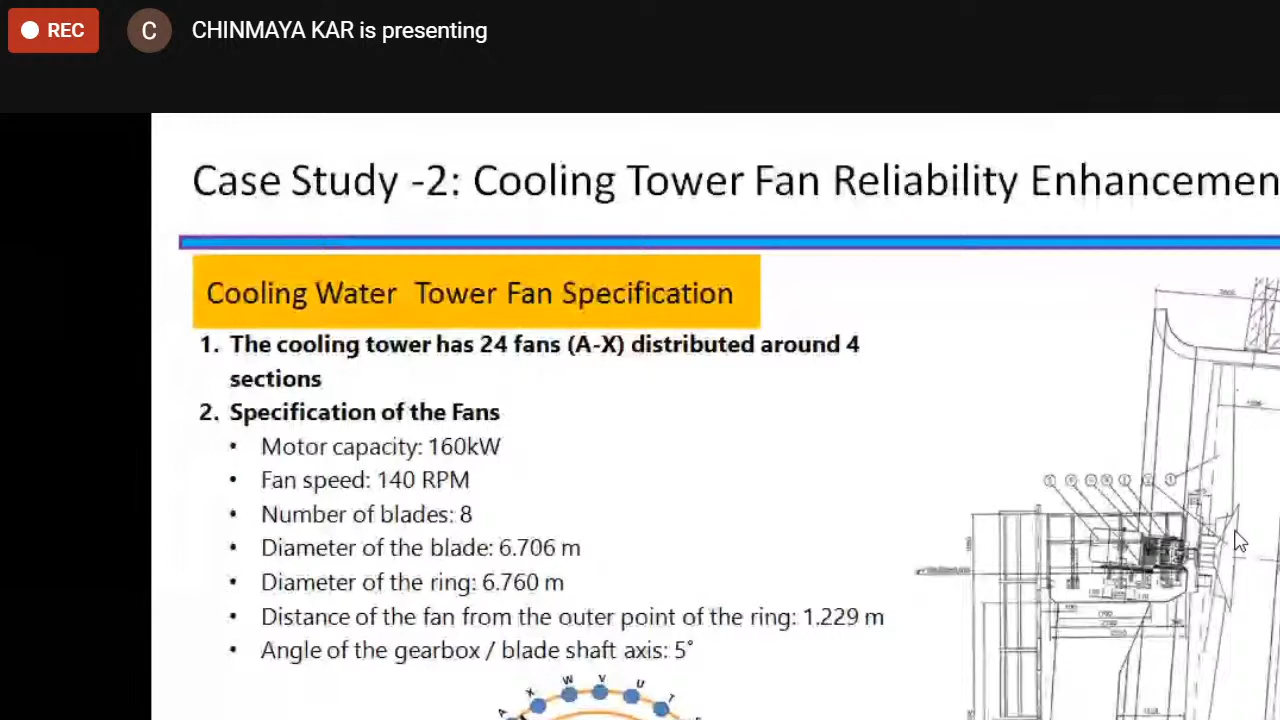 REC
C
CHINMAYA KAR is presenting
Case Study -2: Cooling Tower Fan Reliability Enhancemen
Cooling Water Tower Fan Specification
1. The cooling tower has 24 fans (A-X) distributed around 4
sections
2. Specification of the Fans
• Motor capacity: 160kW
• Fan speed: 140 RPM
• Number of blades: 8
• Diameter of the blade: 6.706 m
• Diameter of the ring: 6.760 m
• Distance of the fan from the outer point of the ring: 1.229 m
• Angle of the gearbox / blade shaft axis: 5°
A X W V U T